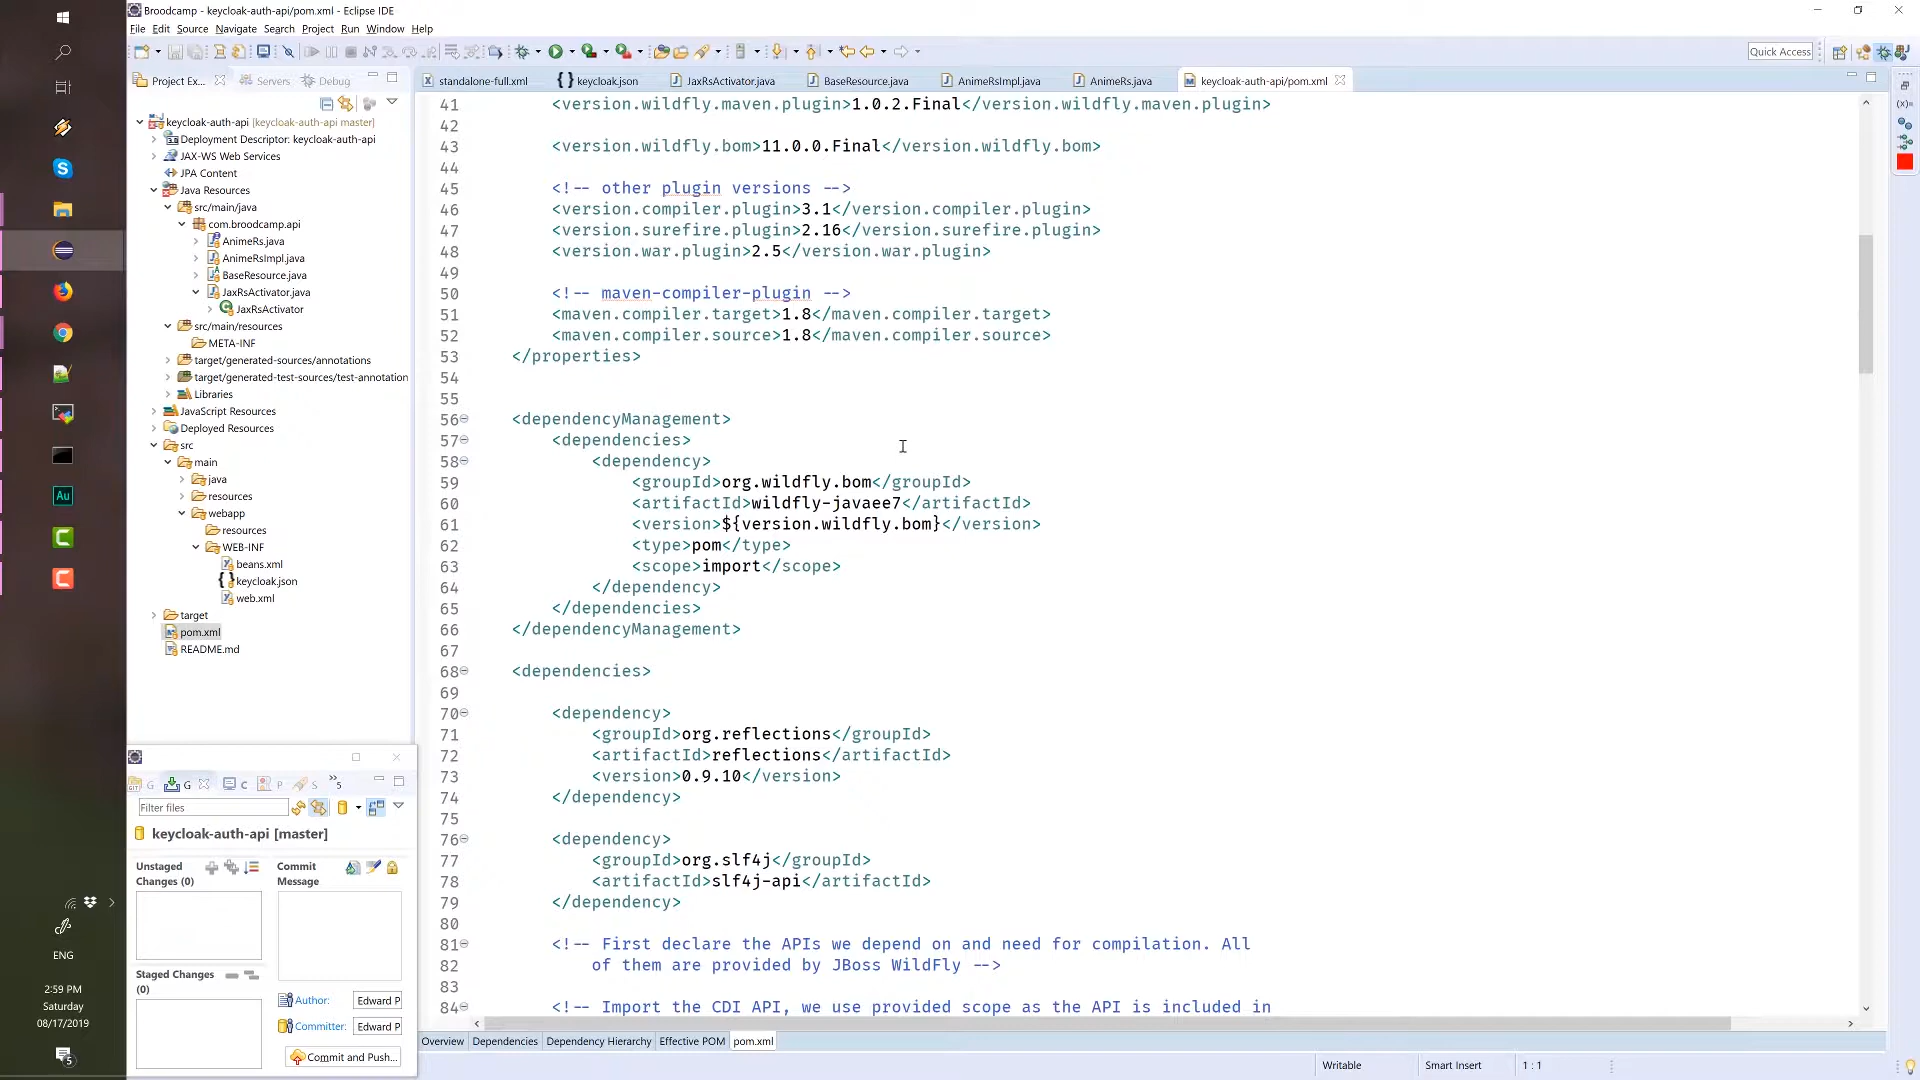 Broodcamp - keycloak-auth-api/pom.xml - Eclipse IDE
File Edit Source Navigate Search Project Run Window Help
Quick Access
Project Ex... Servers Debug
standalone-full.xml keycloak.json JaxRsActivator.java BaseResource.java AnimeRsImpl.java AnimeRs.java keycloak-auth-api/pom.xml
keycloak-auth-api [keycloak-auth-api master]
Deployment Descriptor: keycloak-auth-api
JAX-WS Web Services
JPA Content
Java Resources
src/main/java
com.broodcamp.api
AnimeRs.java
AnimeRsImpl.java
BaseResource.java
JaxRsActivator.java
JaxRsActivator
src/main/resources
META-INF
target/generated-sources/annotations
target/generated-test-sources/test-annotation
Libraries
JavaScript Resources
Deployed Resources
src
main
java
resources
webapp
resources
WEB-INF
beans.xml
keycloak.json
web.xml
target
pom.xml
README.md
41 <version.wildfly.maven.plugin>1.0.2.Final</version.wildfly.maven.plugin>
42
43 <version.wildfly.bom>11.0.0.Final</version.wildfly.bom>
44
45 <!-- other plugin versions -->
46 <version.compiler.plugin>3.1</version.compiler.plugin>
47 <version.surefire.plugin>2.16</version.surefire.plugin>
48 <version.war.plugin>2.5</version.war.plugin>
49
50 <!-- maven-compiler-plugin -->
51 <maven.compiler.target>1.8</maven.compiler.target>
52 <maven.compiler.source>1.8</maven.compiler.source>
53 </properties>
54
55
56 <dependencyManagement>
57 <dependencies>
58 <dependency>
59 <groupId>org.wildfly.bom</groupId>
60 <artifactId>wildfly-javaee7</artifactId>
61 <version>${version.wildfly.bom}</version>
62 <type>pom</type>
63 <scope>import</scope>
64 </dependency>
65 </dependencies>
66 </dependencyManagement>
67
68 <dependencies>
69
70 <dependency>
71 <groupId>org.reflections</groupId>
72 <artifactId>reflections</artifactId>
73 <version>0.9.10</version>
74 </dependency>
75
76 <dependency>
77 <groupId>org.slf4j</groupId>
78 <artifactId>slf4j-api</artifactId>
79 </dependency>
80
81 <!-- First declare the APIs we depend on and need for compilation. All
82 of them are provided by JBoss WildFly -->
83
84 <!-- Import the CDI API, we use provided scope as the API is included in
G G C P S »5
Filter files
keycloak-auth-api [master]
Unstaged Changes (0)
Commit Message
Staged Changes (0)
Author: Edward P
Committer: Edward P
Commit and Push...
Overview Dependencies Dependency Hierarchy Effective POM pom.xml
Writable Smart Insert 1 : 1
Au
ENG
2:59 PM
Saturday
08/17/2019
5